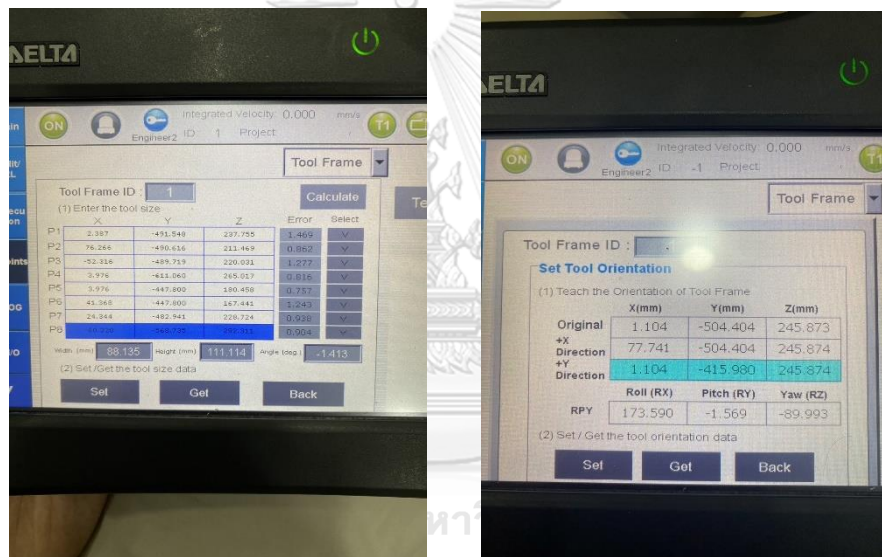 DELTA
ON
Integrated Velocity: 0.000 mm/s
T1
Engineer2 ID: 1 Project:
Tool Frame
Tool Frame ID : 1
Calculate
(1) Enter the tool size
X Y Z Error Select
P1 2.387 -491.548 237.755 1.469 V
P2 76.266 -490.616 211.469 0.862 V
P3 -52.316 -489.719 220.031 1.277 V
P4 3.976 -611.060 265.017 0.816 V
P5 3.976 -447.800 180.458 0.757 V
P6 41.368 -447.800 167.441 1.243 V
P7 24.344 -482.941 228.724 0.938 V
P8 0.904 V
Width (mm) 88.135 Height (mm) 111.114 Angle (deg.) -1.413
(2) Set /Get the tool size data
Set Get Back
DELTA
ON
Integrated Velocity: 0.000 mm/s
T1
Engineer2 ID: -1 Project:
Tool Frame
Tool Frame ID :
Set Tool Orientation
(1) Teach the Orientation of Tool Frame
X(mm) Y(mm) Z(mm)
Original 1.104 -504.404 245.873
+X Direction 77.741 -504.404 245.874
+Y Direction 1.104 -415.980 245.874
Roll (RX) Pitch (RY) Yaw (RZ)
RPY 173.590 -1.569 -89.993
(2) Set / Get the tool orientation data
Set Get Back